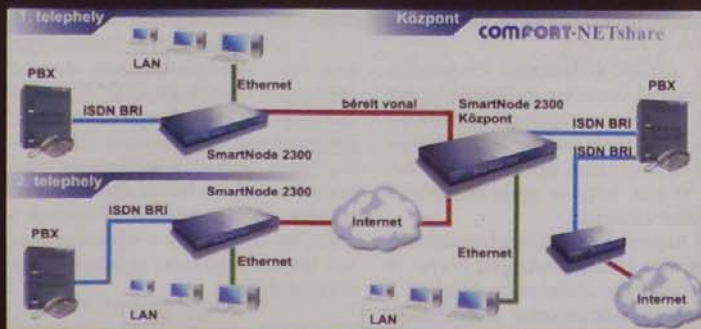 1. telephely
Központ
COMFORT-NETshare
LAN
PBX
Ethernet
ISDN BRI
SmartNode 2300
bérelt vonal
SmartNode 2300
Központ
ISDN BRI
ISDN BRI
PBX
2. telephely
SmartNode 2300
ISDN BRI
PBX
Ethernet
LAN
Internet
Ethernet
LAN
Internet